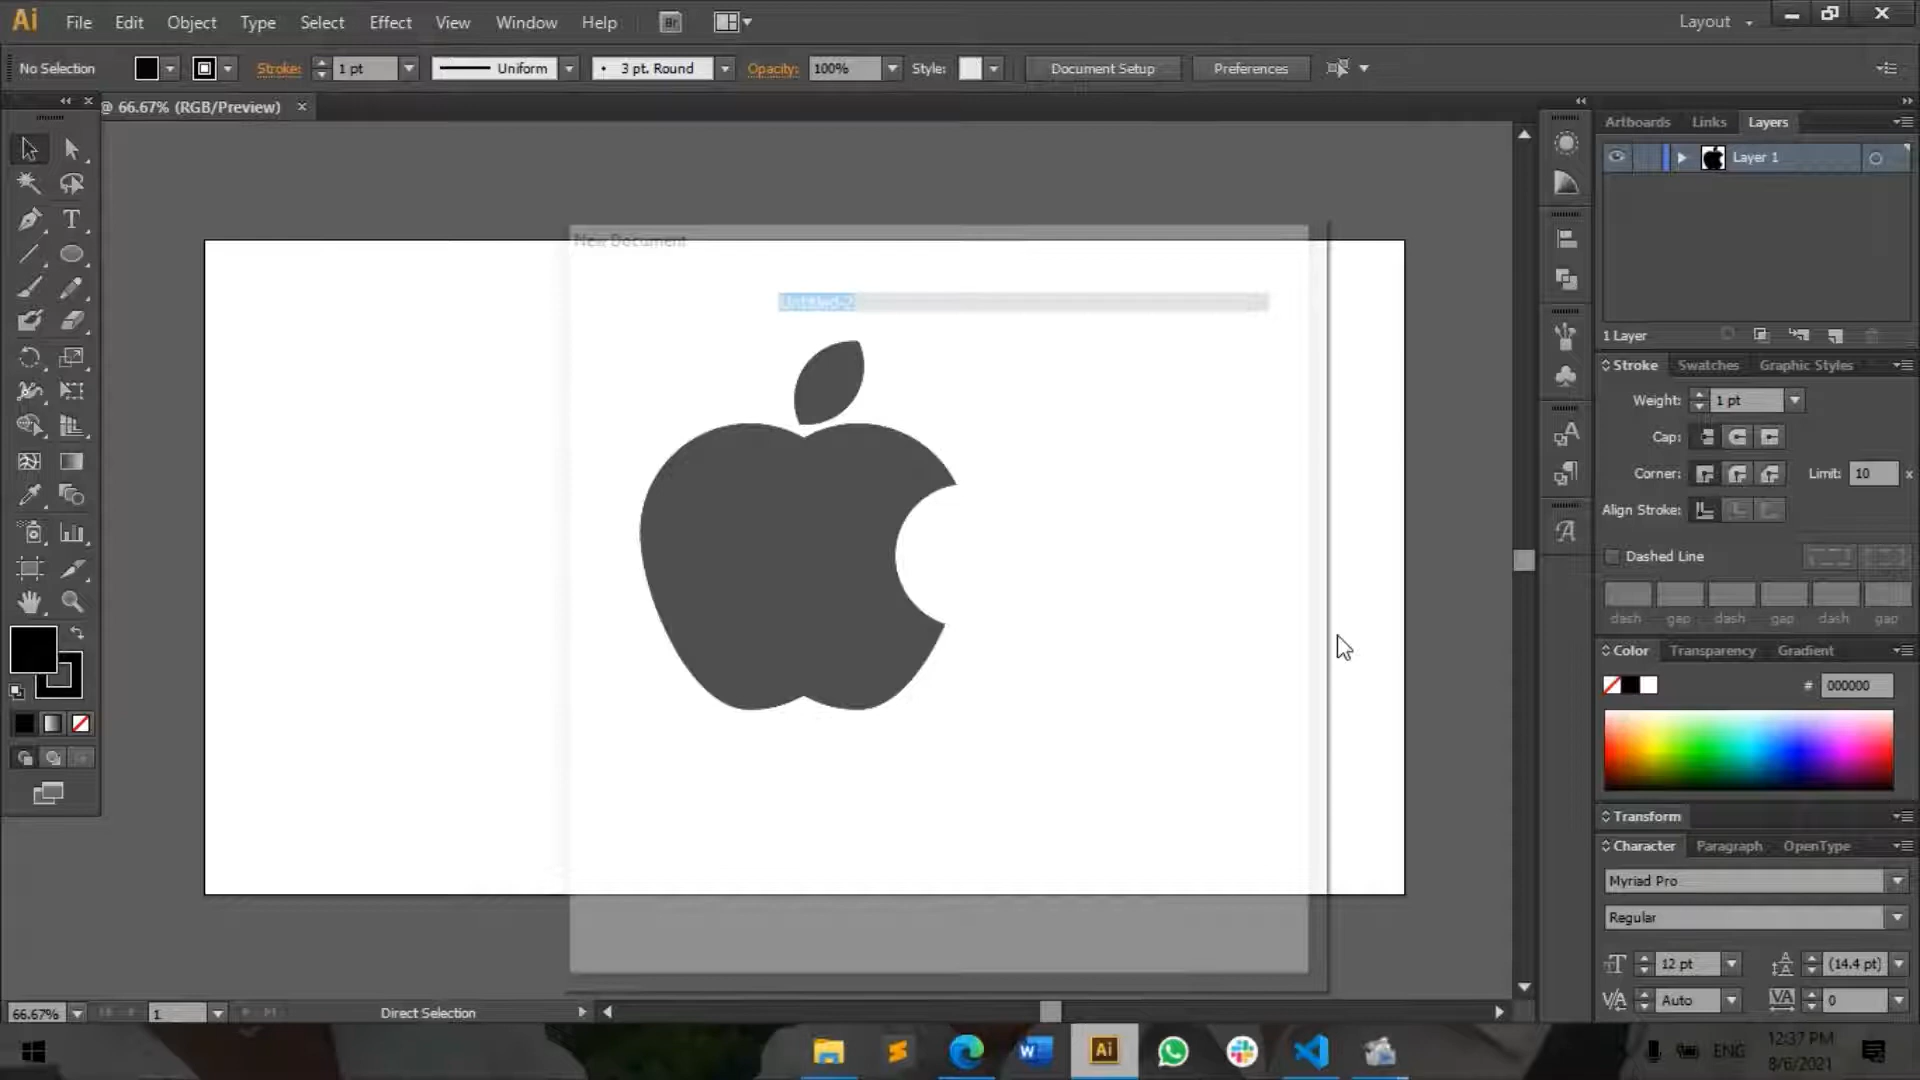 Ai File Edit Object Type Select Effect View Window Help Br Layout
No Selection Stroke: 1 pt Uniform 3 pt. Round Opacity: 100% Style: Document Setup Preferences
@ 66.67% (RGB/Preview)
Artboards Links Layers
Layer 1
New Document
Untitled-2
1 Layer
Stroke Swatches Graphic Styles
Weight: 1 pt
Cap:
Corner: Limit: 10 x
Align Stroke:
Dashed Line
dash gap dash gap dash gap
Color Transparency Gradient
# 000000
Transform
Character Paragraph OpenType
Myriad Pro
Regular
12 pt (14.4 pt)
Auto 0
66.67% 1 Direct Selection
Ai ENG 12:37 PM
8/6/2021